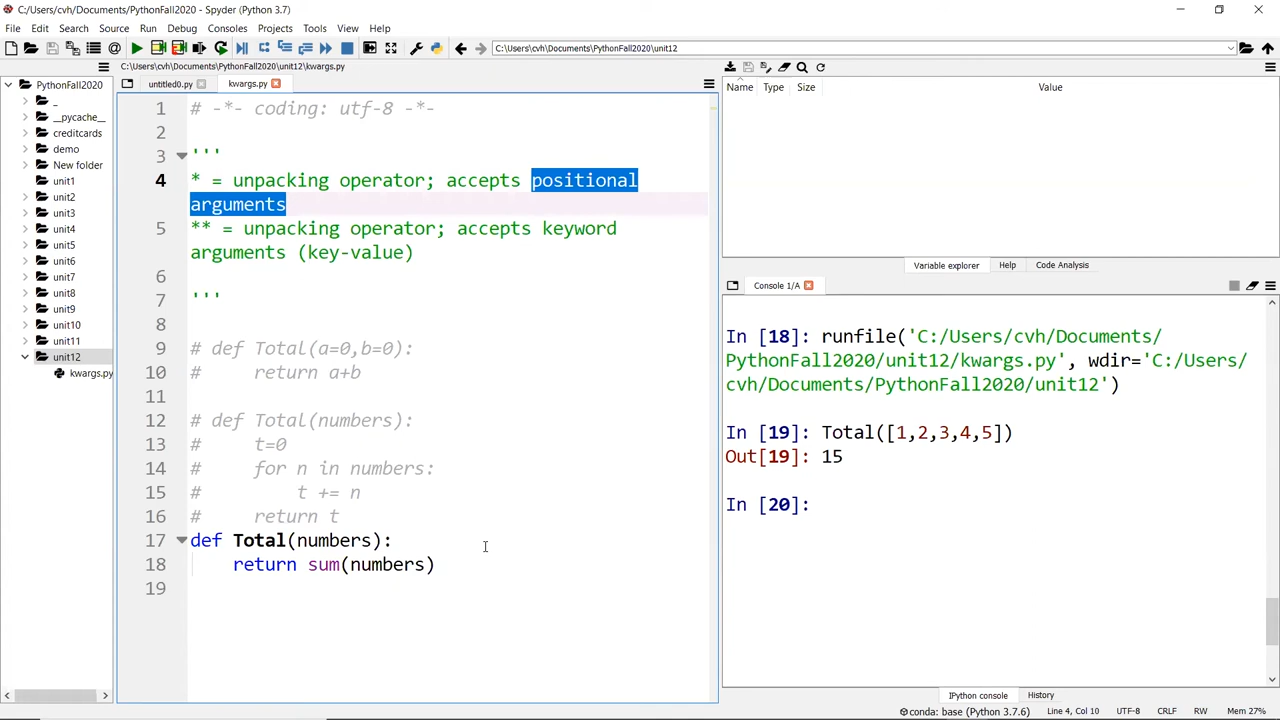 C:/Users/cvh/Documents/PythonFall2020 - Spyder (Python 3.7)
File Edit Search Source Run Debug Consoles Projects Tools View Help
C:\Users\cvh\Documents\PythonFall2020\unit12
C:\Users\cvh\Documents\PythonFall2020\unit12\kwargs.py
untitled0.py kwargs.py
PythonFall2020
_
__pycache__
creditcards
demo
New folder
unit1
unit2
unit3
unit4
unit5
unit6
unit7
unit8
unit9
unit10
unit11
unit12
kwargs.py
1 # -*- coding: utf-8 -*-
2
3 '''
4 * = unpacking operator; accepts positional
arguments
5 ** = unpacking operator; accepts keyword
arguments (key-value)
6
7 '''
8
9 # def Total(a=0,b=0):
10 #     return a+b
11
12 # def Total(numbers):
13 #     t=0
14 #     for n in numbers:
15 #         t += n
16 #     return t
17 def Total(numbers):
18     return sum(numbers)
19
Name Type Size Value
Variable explorer Help Code Analysis
Console 1/A
In [18]: runfile('C:/Users/cvh/Documents/
PythonFall2020/unit12/kwargs.py', wdir='C:/Users/
cvh/Documents/PythonFall2020/unit12')
In [19]: Total([1,2,3,4,5])
Out[19]: 15
In [20]:
IPython console History
conda: base (Python 3.7.6) Line 4, Col 10 UTF-8 CRLF RW Mem 27%